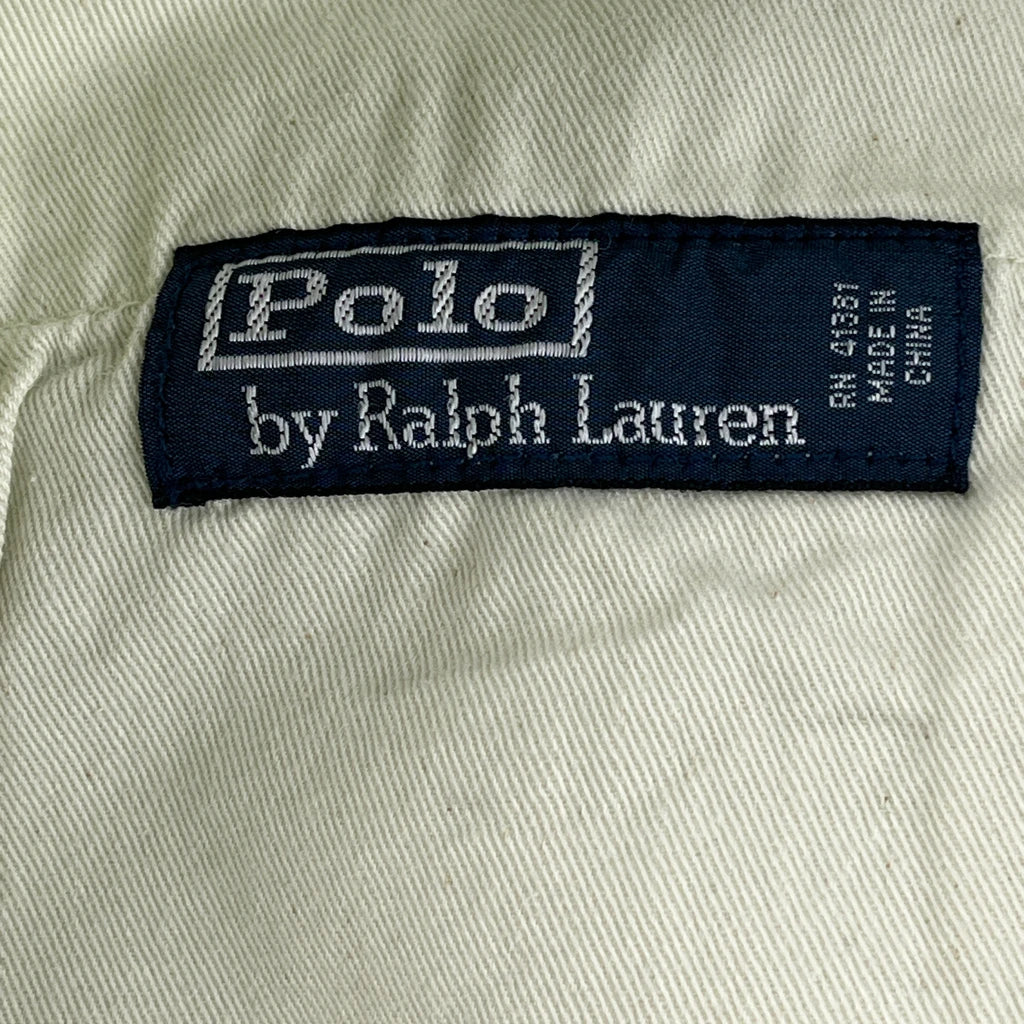 Polo
by Ralph Lauren
RN 41381
MADE IN
CHINA